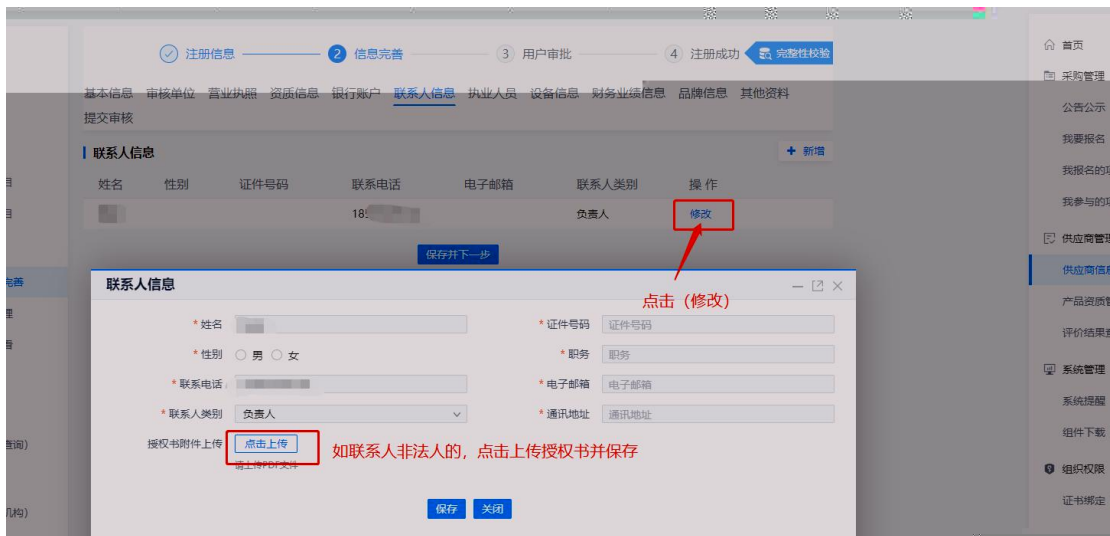 注册信息
2 信息完善
3 用户审批
4 注册成功
完整性校验
基本信息 审核单位 营业执照 资质信息 银行账户 联系人信息 执业人员 设备信息 财务业绩信息 品牌信息 其他资料
提交审核
联系人信息
+ 新增
姓名 性别 证件号码 联系电话 电子邮箱 联系人类别 操作
负责人 修改
保存并下一步
点击（修改）
联系人信息
*姓名
*证件号码 证件号码
*性别 男 女
*职务 职务
*联系电话
*电子邮箱 电子邮箱
*联系人类别 负责人
*通讯地址 通讯地址
授权书附件上传 点击上传
如联系人非法人的，点击上传授权书并保存
请上传PDF文件
保存 关闭
首页
采购管理
公告公示
我要报名
我报名的
我参与的
供应商管
供应商信
产品资质
评价结果
系统管理
系统提醒
组件下载
组织权限
证书绑定